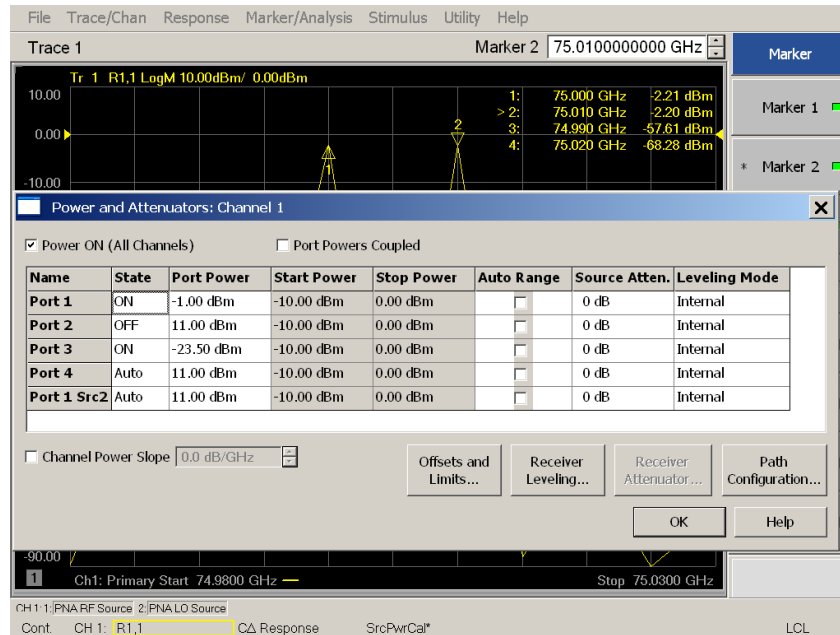 File Trace/Chan Response Marker/Analysis Stimulus Utility Help
Trace 1 Marker 2 75.0100000000 GHz
Marker
Tr 1 R1,1 LogM 10.00dBm/ 0.00dBm
10.00
1: 75.000 GHz -2.21 dBm
> 2: 75.010 GHz -2.20 dBm
3: 74.990 GHz -57.61 dBm
4: 75.020 GHz -68.28 dBm
Marker 1
0.00
2
1
* Marker 2
-10.00
Power and Attenuators: Channel 1
Power ON (All Channels) Port Powers Coupled
Name State Port Power Start Power Stop Power Auto Range Source Atten. Leveling Mode
Port 1 ON -1.00 dBm -10.00 dBm 0.00 dBm 0 dB Internal
Port 2 OFF 11.00 dBm -10.00 dBm 0.00 dBm 0 dB Internal
Port 3 ON -23.50 dBm -10.00 dBm 0.00 dBm 0 dB Internal
Port 4 Auto 11.00 dBm -10.00 dBm 0.00 dBm 0 dB Internal
Port 1 Src2 Auto 11.00 dBm -10.00 dBm 0.00 dBm 0 dB Internal
Channel Power Slope 0.0 dB/GHz
Offsets and Limits...
Receiver Leveling...
Receiver Attenuator...
Path Configuration...
OK Help
-90.00
1 Ch1: Primary Start 74.9800 GHz Stop 75.0300 GHz
CH 1: 1: PNA RF Source 2: PNA LO Source
Cont. CH 1: R1,1 CΔ Response SrcPwrCal* LCL